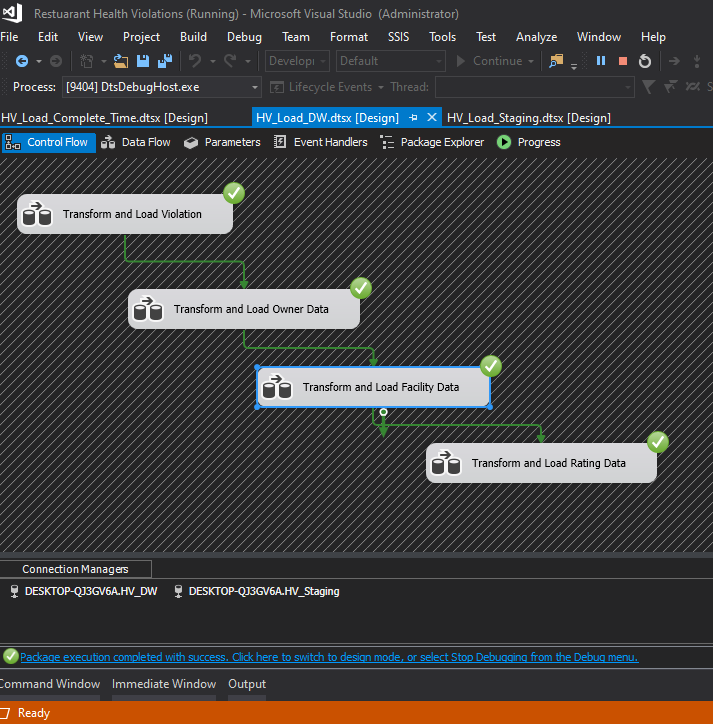 Restuarant Health Violations (Running) - Microsoft Visual Studio (Administrator)
File Edit View Project Build Debug Team Format SSIS Tools Test Analyze Window Help
Develop Default Continue
Process: [9404] DtsDebugHost.exe Lifecycle Events Thread:
HV_Load_Complete_Time.dtsx [Design] HV_Load_DW.dtsx [Design] HV_Load_Staging.dtsx [Design]
Control Flow Data Flow Parameters Event Handlers Package Explorer Progress
Transform and Load Violation
Transform and Load Owner Data
Transform and Load Facility Data
Transform and Load Rating Data
Connection Managers
DESKTOP-QJ3GV6A.HV_DW DESKTOP-QJ3GV6A.HV_Staging
Package execution completed with success. Click here to switch to design mode, or select Stop Debugging from the Debug menu.
Command Window Immediate Window Output
Ready